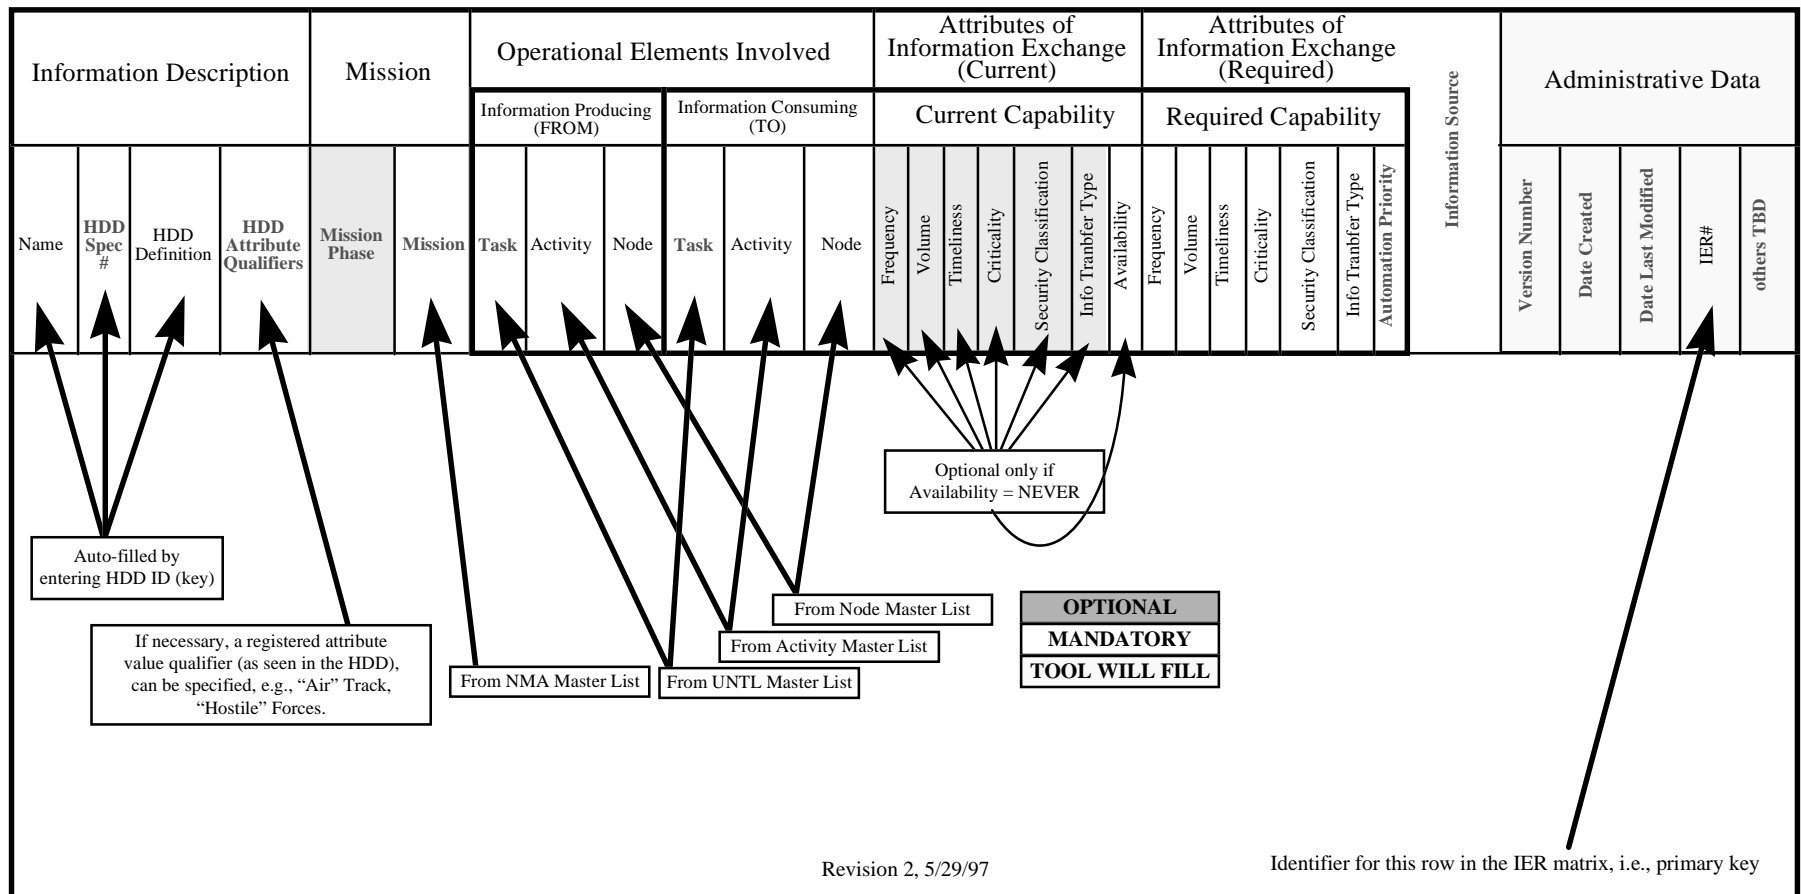 Information Description
Mission
Operational Elements Involved
Attributes of
Information Exchange
(Current)
Attributes of
Information Exchange
(Required)
Information Source
Administrative Data
Information Producing
(FROM)
Information Consuming
(TO)
Current Capability
Required Capability
Name
HDD
Spec
#
HDD
Definition
HDD
Attribute
Qualifiers
Mission
Phase
Mission
Task
Activity
Node
Task
Activity
Node
Frequency
Volume
Timeliness
Criticality
Security Classification
Info Tranbfer Type
Availability
Frequency
Volume
Timeliness
Criticality
Security Classification
Info Tranbfer Type
Automation Priority
Version Number
Date Created
Date Last Modified
IER#
others TBD
Optional only if
Availability = NEVER
Auto-filled by
entering HDD ID (key)
If necessary, a registered attribute
value qualifier (as seen in the HDD),
can be specified, e.g., “Air” Track,
“Hostile” Forces.
From NMA Master List
From UNTL Master List
From Activity Master List
From Node Master List
OPTIONAL
MANDATORY
TOOL WILL FILL
Revision 2, 5/29/97
Identifier for this row in the IER matrix, i.e., primary key